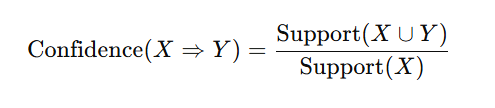 Confidence(X ⇒ Y) = Support(X ∪ Y) / Support(X)